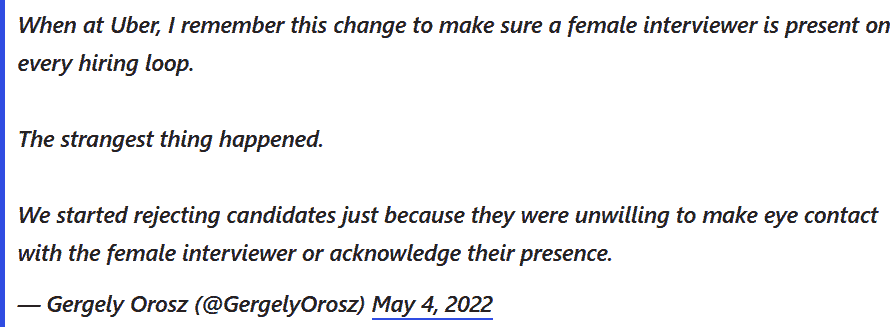 When at Uber, I remember this change to make sure a female interviewer is present on
every hiring loop.
The strangest thing happened.
We started rejecting candidates just because they were unwilling to make eye contact
with the female interviewer or acknowledge their presence.
— Gergely Orosz (@GergelyOrosz) May 4, 2022